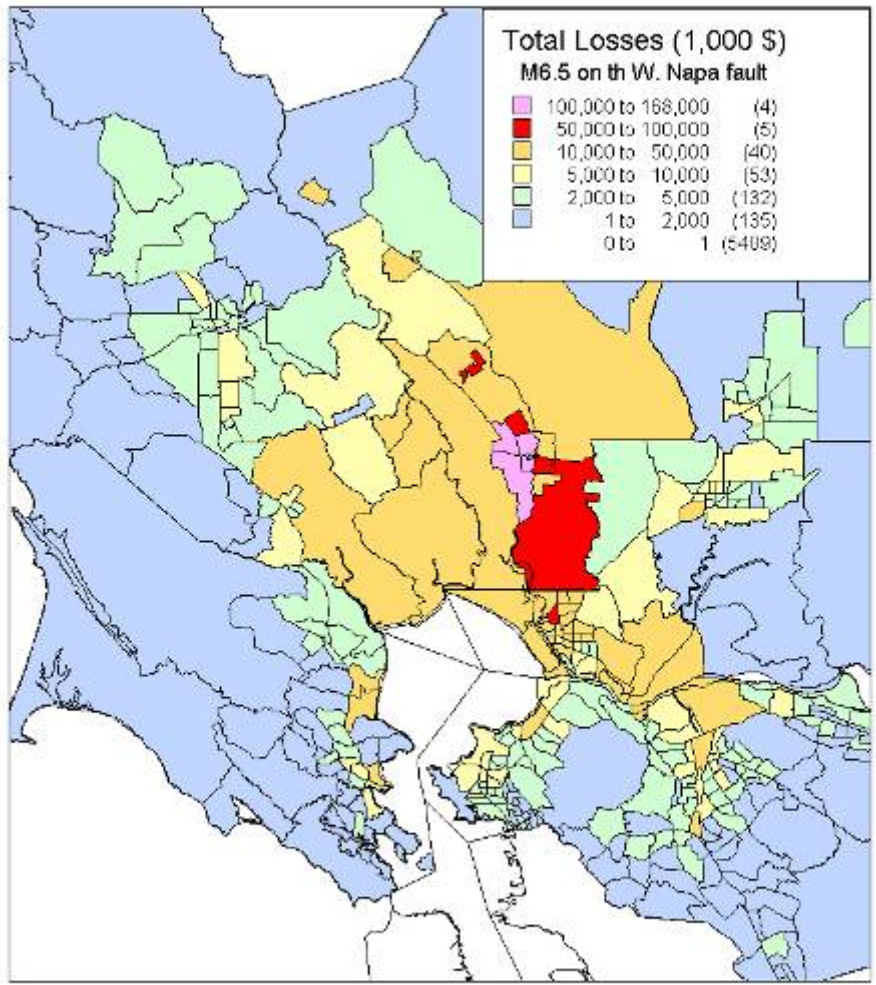 Total Losses (1,000 $)
M6.5 on th W. Napa fault
100,000 to 168,000 (4)
50,000 to 100,000 (5)
10,000 to 50,000 (40)
5,000 to 10,000 (53)
2,000 to 5,000 (132)
1 to 2,000 (135)
0 to 1 (5409)